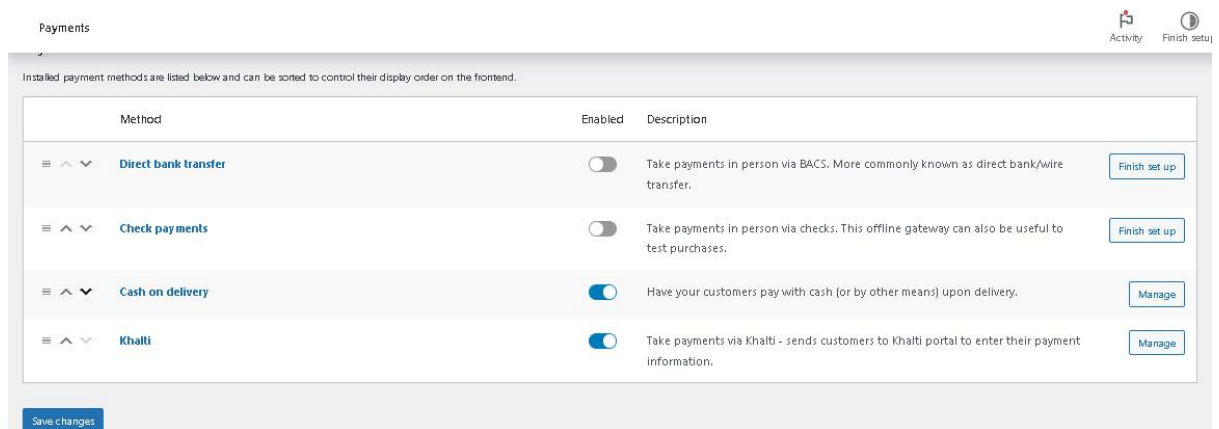 Payments
Activity
Finish setup
Installed payment methods are listed below and can be sorted to control their display order on the frontend.
Method Enabled Description
Direct bank transfer Take payments in person via BACS. More commonly known as direct bank/wire Finish set up
transfer.
Check payments Take payments in person via checks. This offline gateway can also be useful to Finish set up
test purchases.
Cash on delivery Have your customers pay with cash (or by other means) upon delivery. Manage
Khalti Take payments via Khalti - sends customers to Khalti portal to enter their payment Manage
information.
Save changes